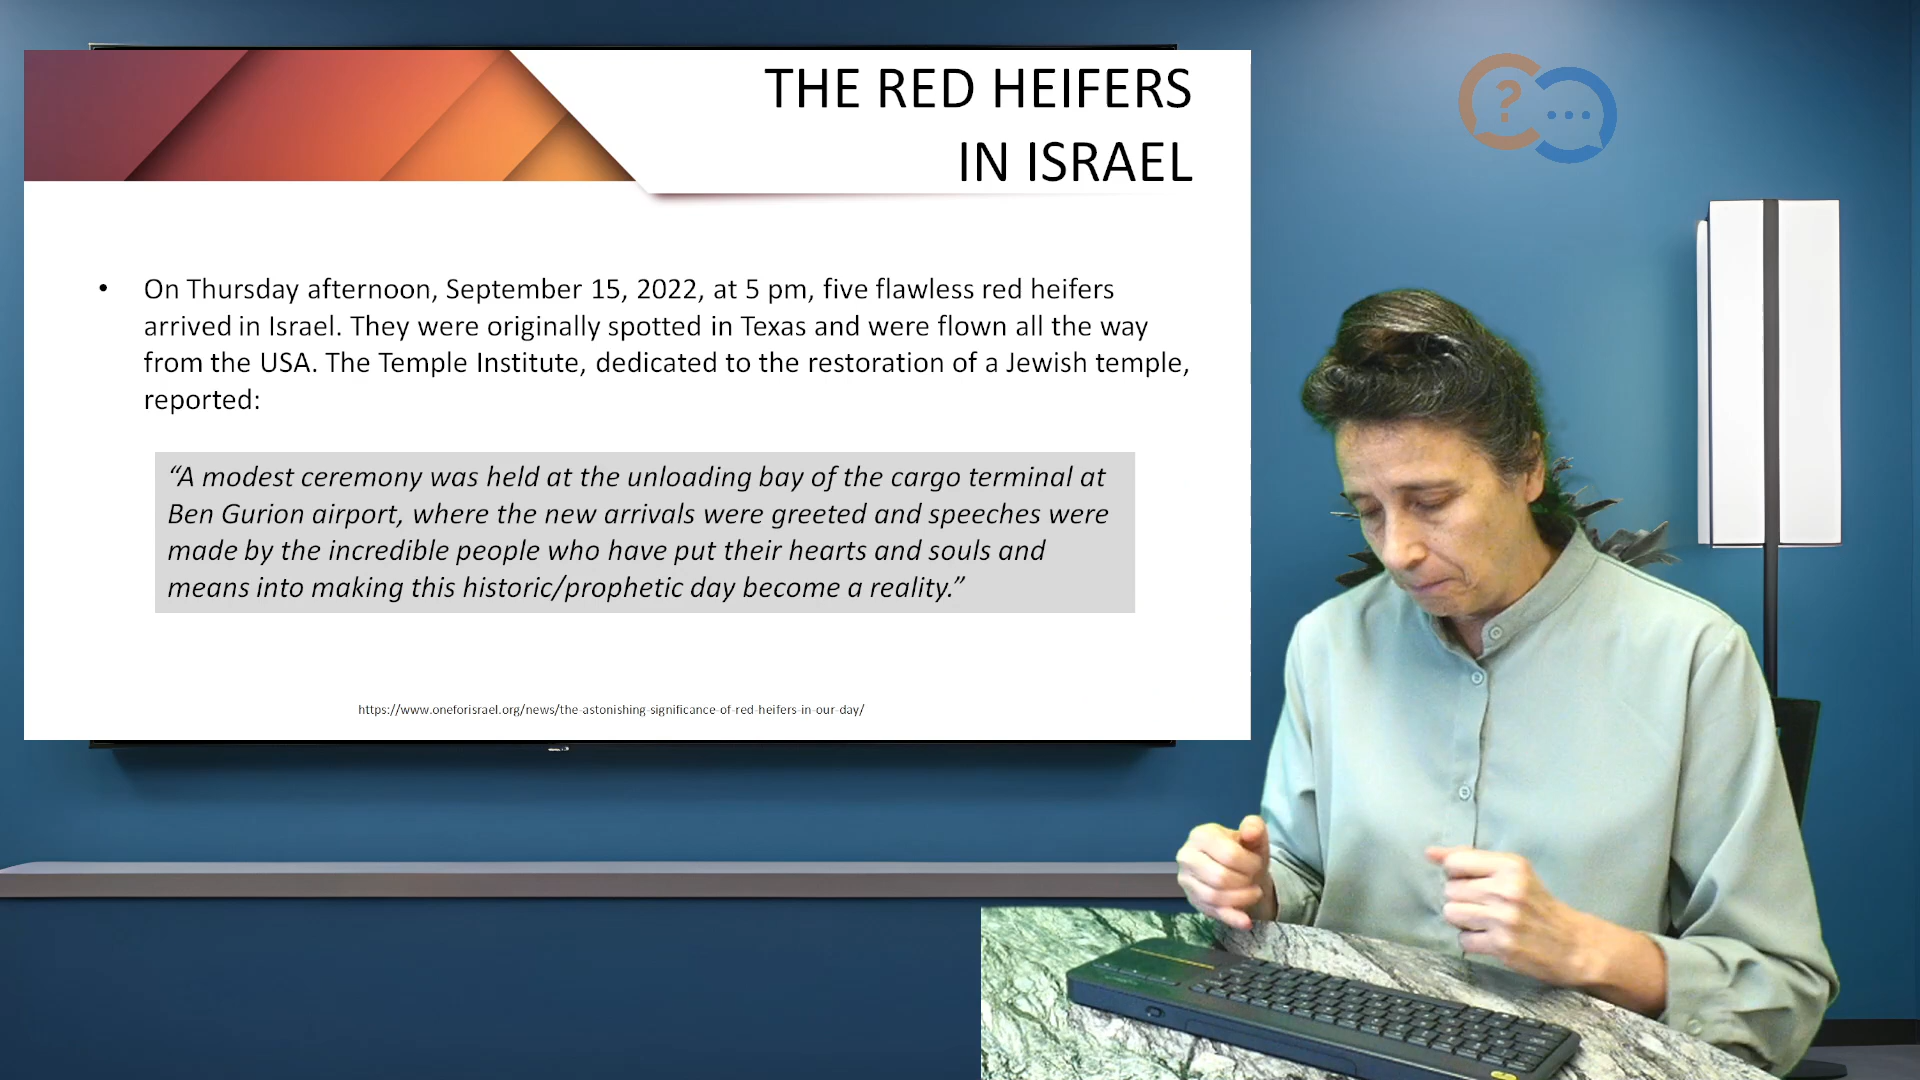 THE RED HEIFERS
IN ISRAEL
• On Thursday afternoon, September 15, 2022, at 5 pm, five flawless red heifers
arrived in Israel. They were originally spotted in Texas and were flown all the way
from the USA. The Temple Institute, dedicated to the restoration of a Jewish temple,
reported:
“A modest ceremony was held at the unloading bay of the cargo terminal at
Ben Gurion airport, where the new arrivals were greeted and speeches were
made by the incredible people who have put their hearts and souls and
means into making this historic/prophetic day become a reality.”
https://www.oneforisrael.org/news/the-astonishing-significance-of-red-heifers-in-our-day/